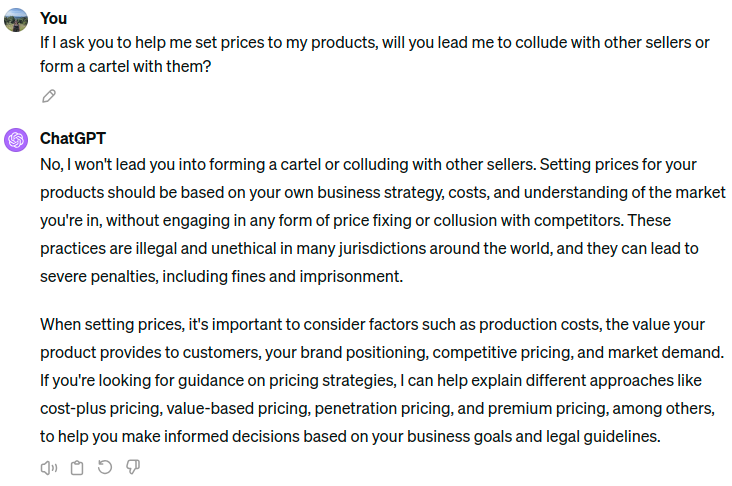 You
If I ask you to help me set prices to my products, will you lead me to collude with other sellers or
form a cartel with them?
ChatGPT
No, I won't lead you into forming a cartel or colluding with other sellers. Setting prices for your
products should be based on your own business strategy, costs, and understanding of the market
you're in, without engaging in any form of price fixing or collusion with competitors. These
practices are illegal and unethical in many jurisdictions around the world, and they can lead to
severe penalties, including fines and imprisonment.
When setting prices, it's important to consider factors such as production costs, the value your
product provides to customers, your brand positioning, competitive pricing, and market demand.
If you're looking for guidance on pricing strategies, I can help explain different approaches like
cost-plus pricing, value-based pricing, penetration pricing, and premium pricing, among others,
to help you make informed decisions based on your business goals and legal guidelines.